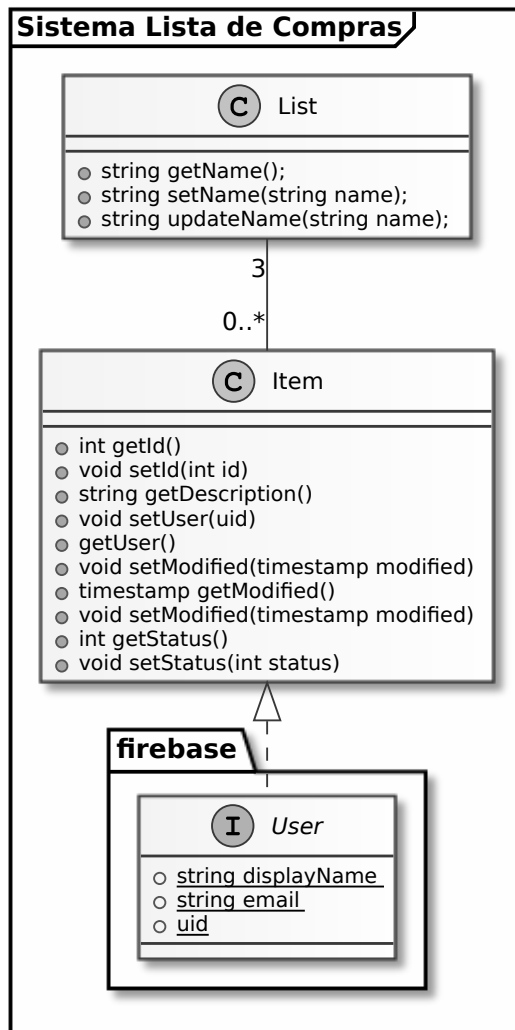 Sistema Lista de Compras
C List
string getName();
string setName(string name);
string updateName(string name);
3
0..*
C Item
int getId()
void setId(int id)
string getDescription()
void setUser(uid)
getUser()
void setModified(timestamp modified)
timestamp getModified()
void setModified(timestamp modified)
int getStatus()
void setStatus(int status)
firebase
I User
string displayName
string email
uid